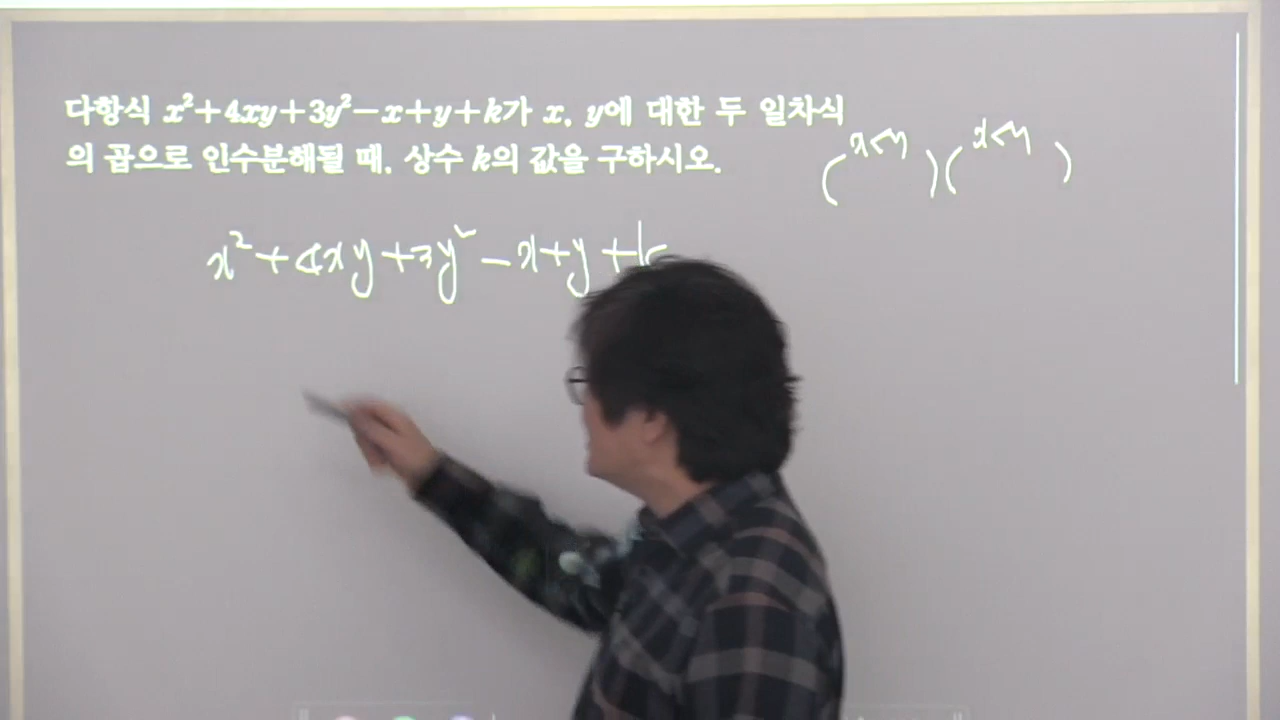 다항식 x²+4xy+3y²−x+y+k가 x, y에 대한 두 일차식
의 곱으로 인수분해될 때, 상수 k의 값을 구하시오.
( x<y )( x<y )
x²+4xy+3y²−x+y+k